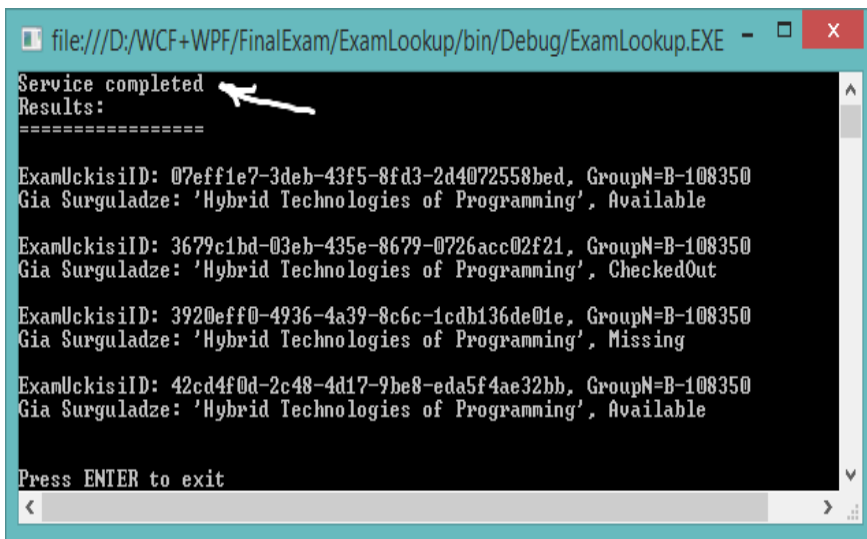 file:///D:/WCF+WPF/FinalExam/ExamLookup/bin/Debug/ExamLookup.EXE
Service completed
Results:
=================
ExamUckisiID: 07eff1e7-3deb-43f5-8fd3-2d4072558bed, GroupN=B-108350
Gia Surguladze: 'Hybrid Technologies of Programming', Available
ExamUckisiID: 3679c1bd-03eb-435e-8679-0726acc02f21, GroupN=B-108350
Gia Surguladze: 'Hybrid Technologies of Programming', CheckedOut
ExamUckisiID: 3920eff0-4936-4a39-8c6c-1cdb136de01e, GroupN=B-108350
Gia Surguladze: 'Hybrid Technologies of Programming', Missing
ExamUckisiID: 42cd4f0d-2c48-4d17-9be8-eda5f4ae32bb, GroupN=B-108350
Gia Surguladze: 'Hybrid Technologies of Programming', Available
Press ENTER to exit